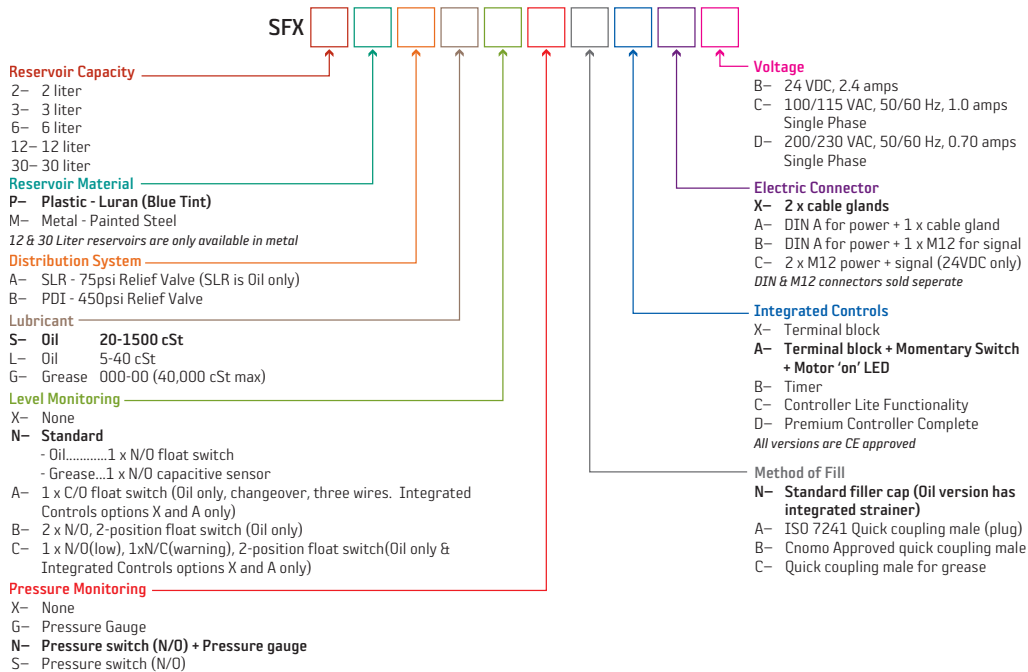 SFX
Reservoir Capacity
2– 2 liter
3– 3 liter
6– 6 liter
12– 12 liter
30– 30 liter
Reservoir Material
P– Plastic - Luran (Blue Tint)
M– Metal - Painted Steel
12 & 30 Liter reservoirs are only available in metal
Distribution System
A– SLR - 75psi Relief Valve (SLR is Oil only)
B– PDI - 450psi Relief Valve
Lubricant
S– Oil 20-1500 cSt
L– Oil 5-40 cSt
G– Grease 000-00 (40,000 cSt max)
Level Monitoring
X– None
N– Standard
- Oil............1 x N/O float switch
- Grease...1 x N/O capacitive sensor
A– 1 x C/O float switch (Oil only, changeover, three wires. Integrated
Controls options X and A only)
B– 2 x N/O, 2-position float switch (Oil only)
C– 1 x N/O(low), 1xN/C(warning), 2-position float switch(Oil only &
Integrated Controls options X and A only)
Pressure Monitoring
X– None
G– Pressure Gauge
N– Pressure switch (N/O) + Pressure gauge
S– Pressure switch (N/O)
Voltage
B– 24 VDC, 2.4 amps
C– 100/115 VAC, 50/60 Hz, 1.0 amps
Single Phase
D– 200/230 VAC, 50/60 Hz, 0.70 amps
Single Phase
Electric Connector
X– 2 x cable glands
A– DIN A for power + 1 x cable gland
B– DIN A for power + 1 x M12 for signal
C– 2 x M12 power + signal (24VDC only)
DIN & M12 connectors sold seperate
Integrated Controls
X– Terminal block
A– Terminal block + Momentary Switch
+ Motor 'on' LED
B– Timer
C– Controller Lite Functionality
D– Premium Controller Complete
All versions are CE approved
Method of Fill
N– Standard filler cap (Oil version has
integrated strainer)
A– ISO 7241 Quick coupling male (plug)
B– Cnomo Approved quick coupling male
C– Quick coupling male for grease